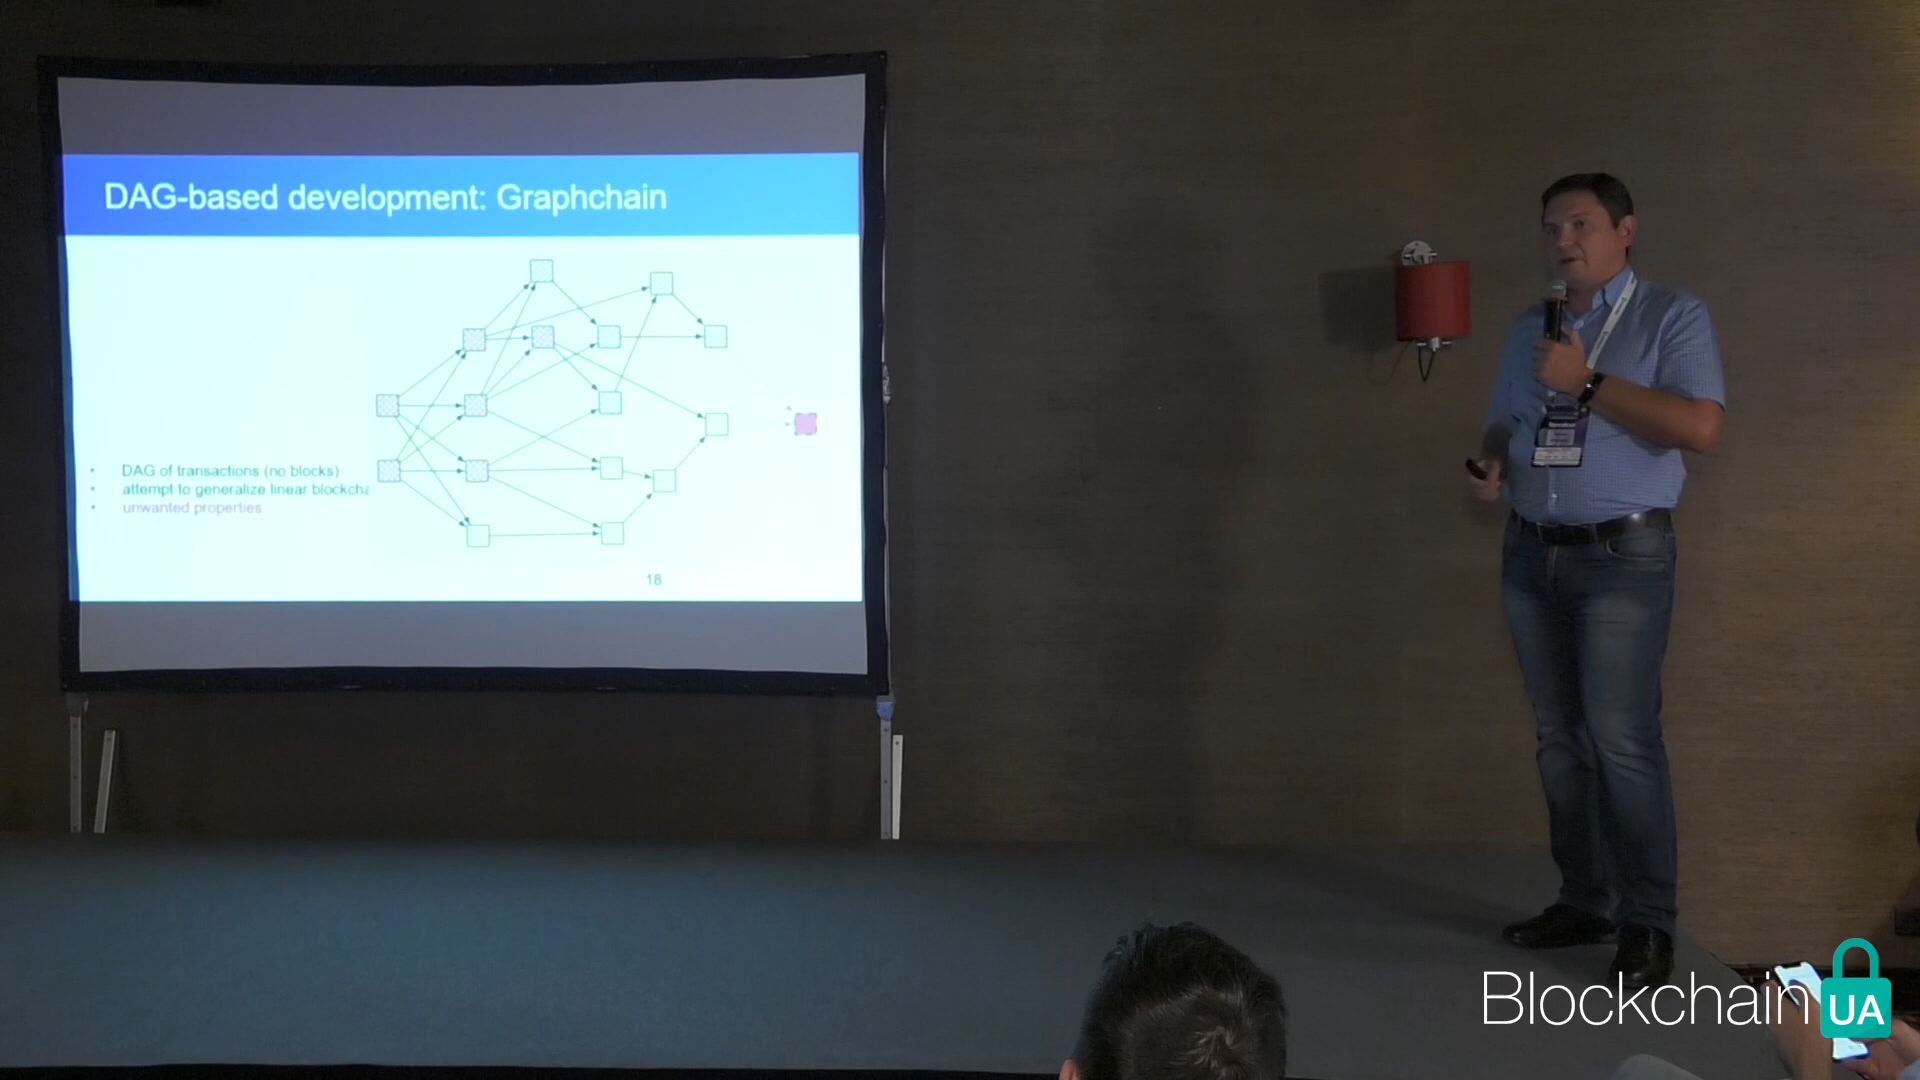 DAG-based development: Graphchain
• DAG of transactions (no blocks)
• attempt to generalize linear blockcha
• unwanted properties
18
Blockchain UA